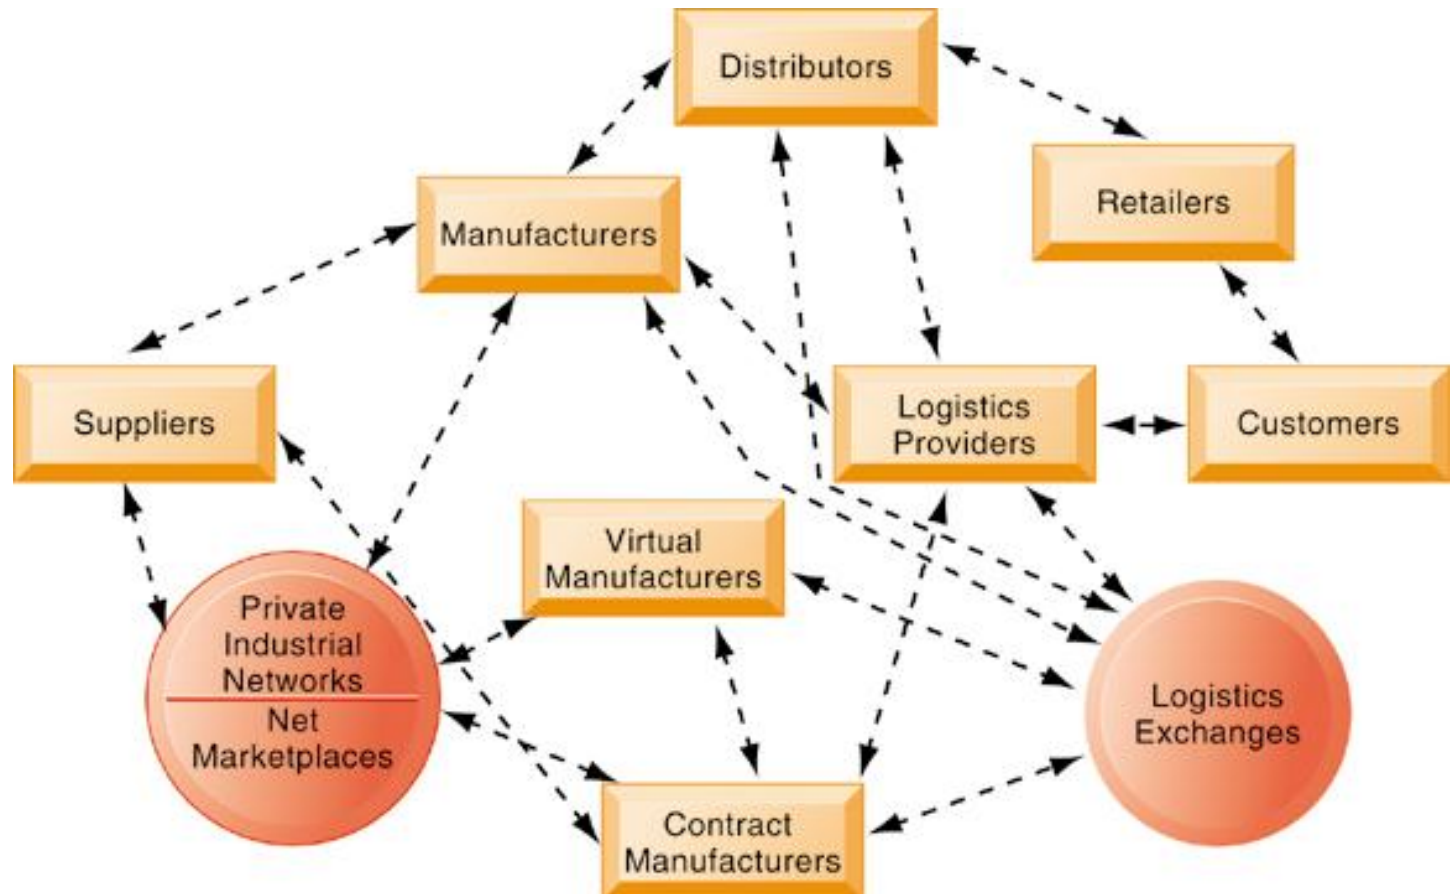 Distributors
Retailers
Manufacturers
Suppliers
Logistics
Providers
Customers
Virtual
Manufacturers
Private
Industrial
Networks
Net
Marketplaces
Logistics
Exchanges
Contract
Manufacturers